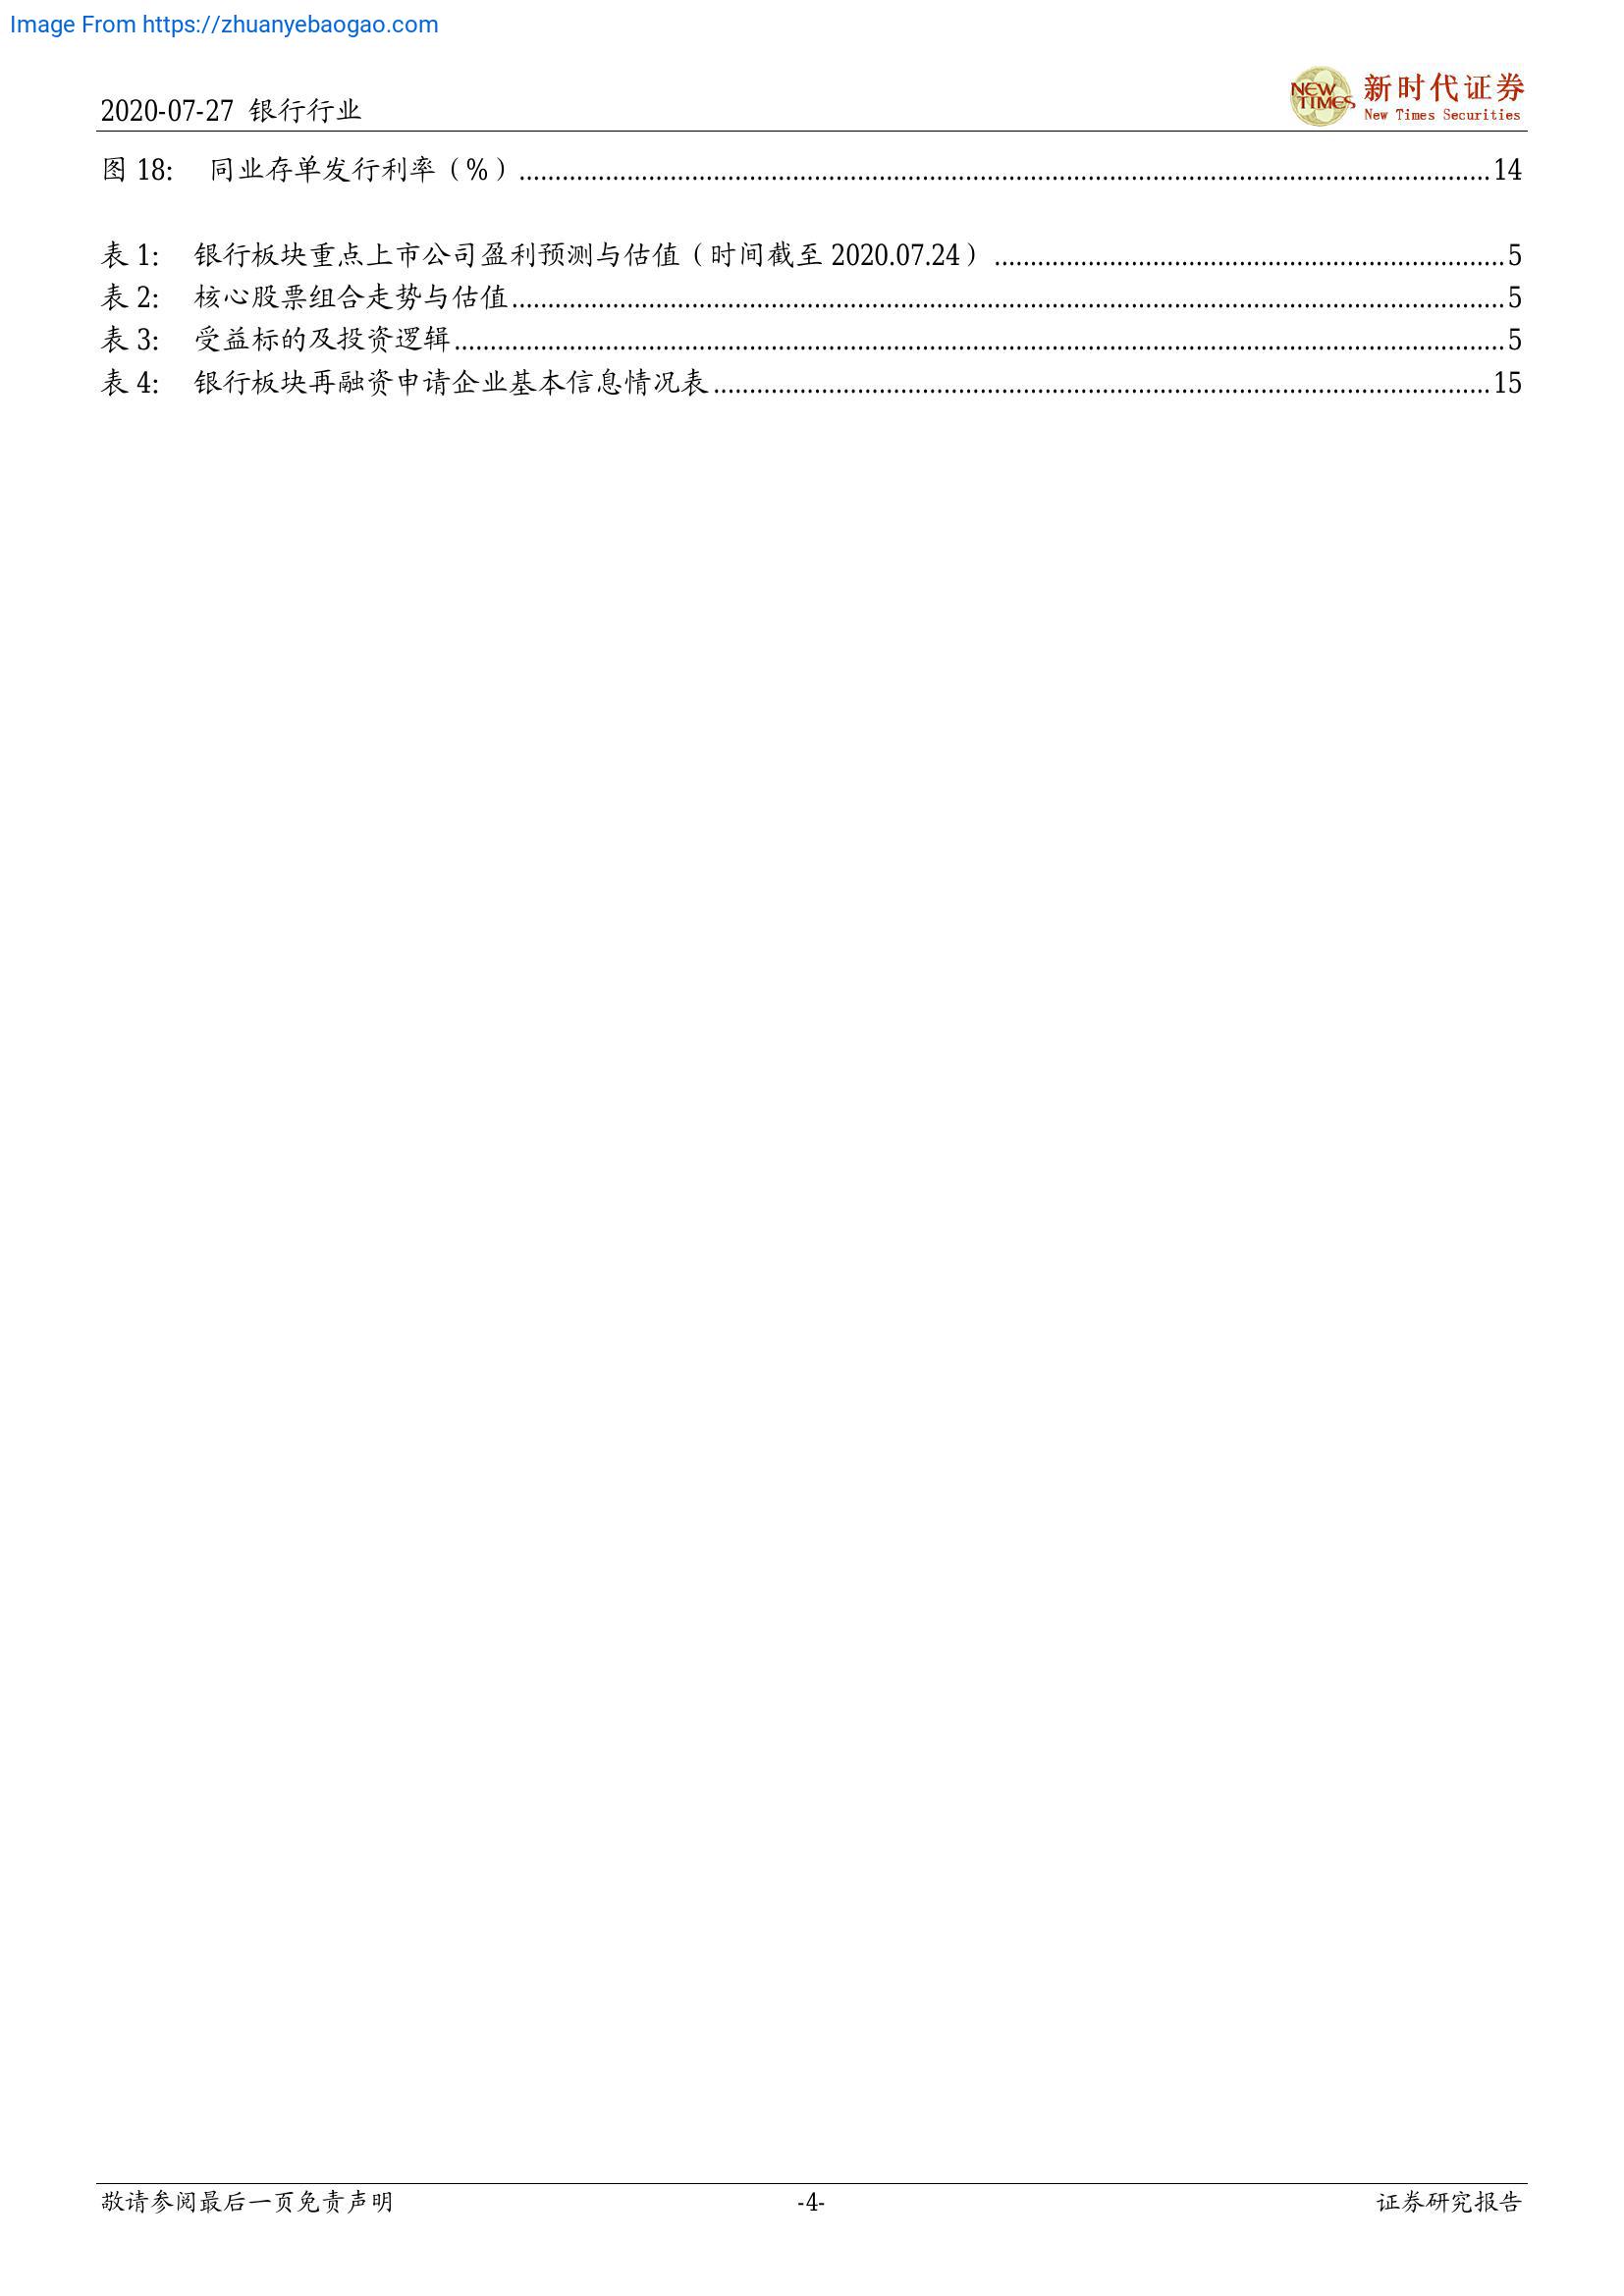 Image From https://zhuanyebaogao.com
2020-07-27 银行行业
NEW TIMES 新时代证券
New Times Securities
图 18: 同业存单发行利率（%）........................................14
表 1: 银行板块重点上市公司盈利预测与估值（时间截至 2020.07.24）........................................5
表 2: 核心股票组合走势与估值........................................5
表 3: 受益标的及投资逻辑........................................5
表 4: 银行板块再融资申请企业基本信息情况表........................................15
敬请参阅最后一页免责声明 -4- 证券研究报告